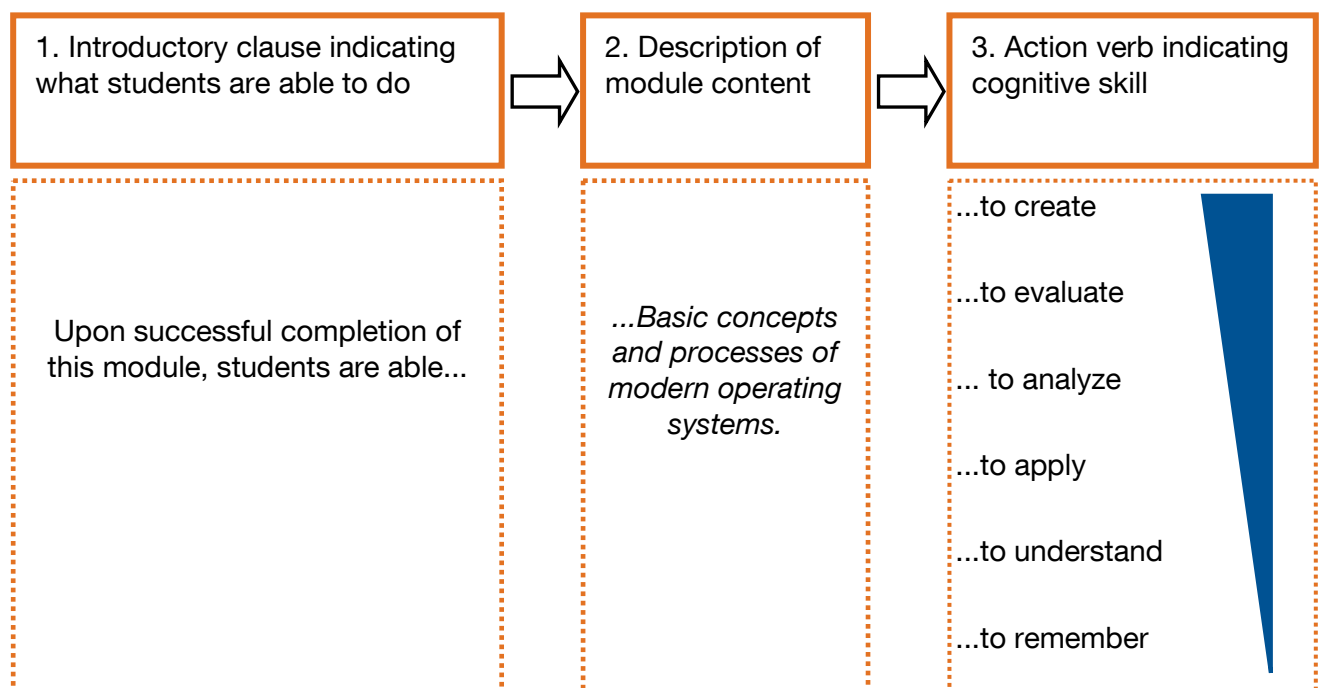 1. Introductory clause indicating
what students are able to do
2. Description of
module content
3. Action verb indicating
cognitive skill
Upon successful completion of
this module, students are able...
...Basic concepts
and processes of
modern operating
systems.
...to create
...to evaluate
... to analyze
...to apply
...to understand
...to remember